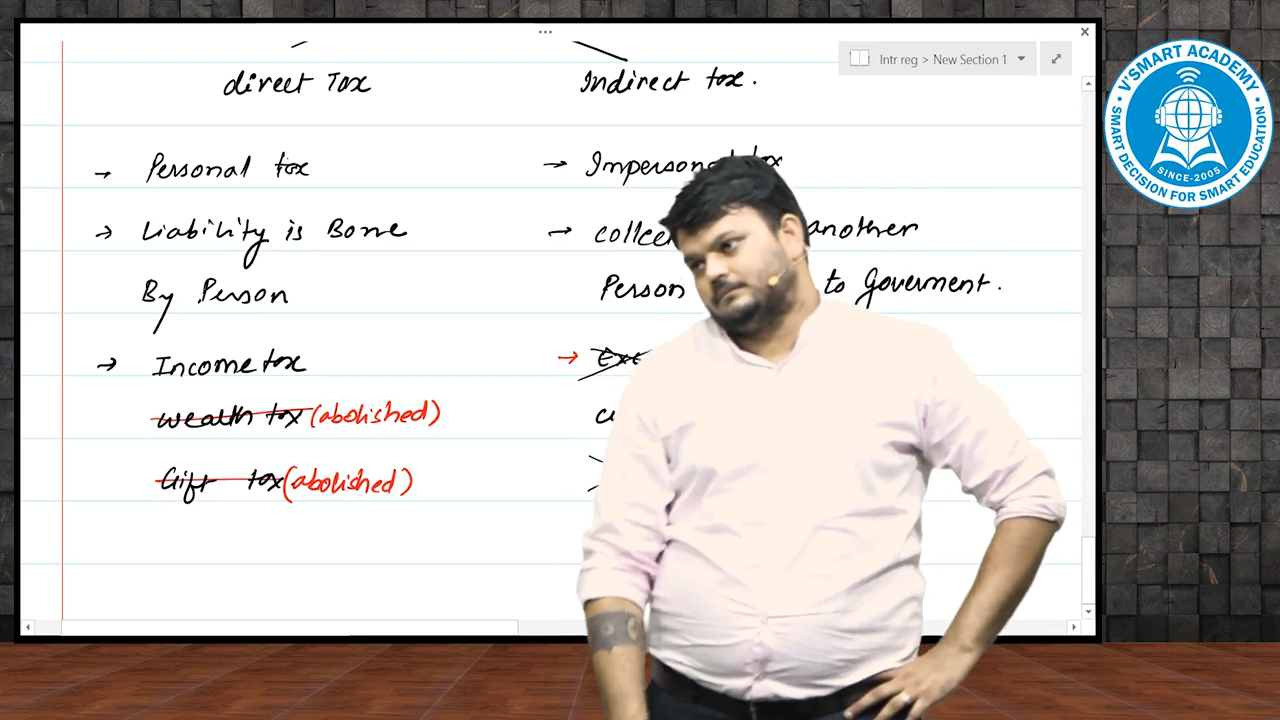 direct Tax
Indirect tax.
Intr reg > New Section 1
→ Personal tax
→ Impersonal tax
→ Liability is Bone
By Person
→ another
Person to Goverment.
→ Income tax
wealth tax (abolished)
Gift tax (abolished)
V'SMART ACADEMY
SINCE-2005
SMART DECISION FOR SMART EDUCATION